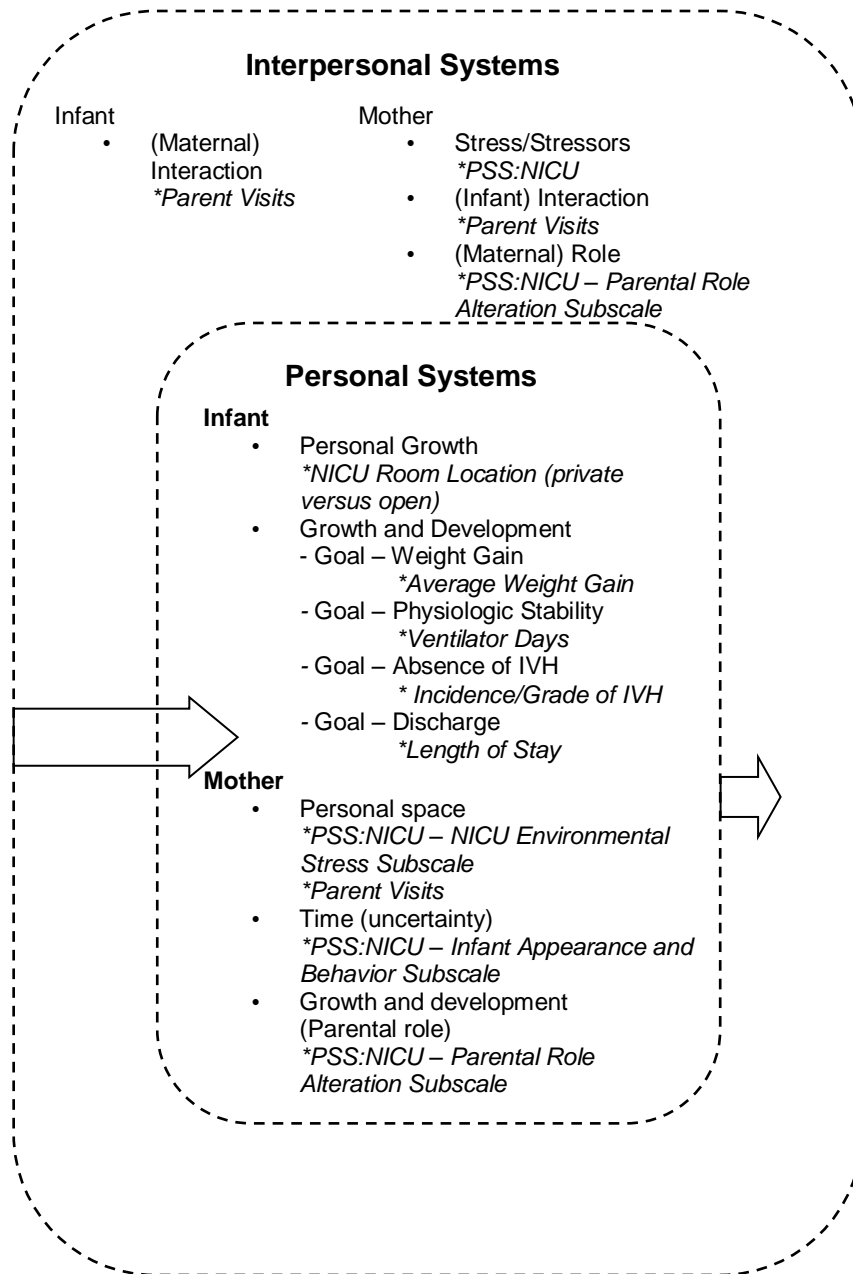 Interpersonal Systems
Infant
• (Maternal)
Interaction
*Parent Visits
Mother
• Stress/Stressors
*PSS:NICU
• (Infant) Interaction
*Parent Visits
• (Maternal) Role
*PSS:NICU – Parental Role
Alteration Subscale
Personal Systems
Infant
• Personal Growth
*NICU Room Location (private
versus open)
• Growth and Development
- Goal – Weight Gain
*Average Weight Gain
- Goal – Physiologic Stability
*Ventilator Days
- Goal – Absence of IVH
* Incidence/Grade of IVH
- Goal – Discharge
*Length of Stay
Mother
• Personal space
*PSS:NICU – NICU Environmental
Stress Subscale
*Parent Visits
• Time (uncertainty)
*PSS:NICU – Infant Appearance and
Behavior Subscale
• Growth and development
(Parental role)
*PSS:NICU – Parental Role
Alteration Subscale